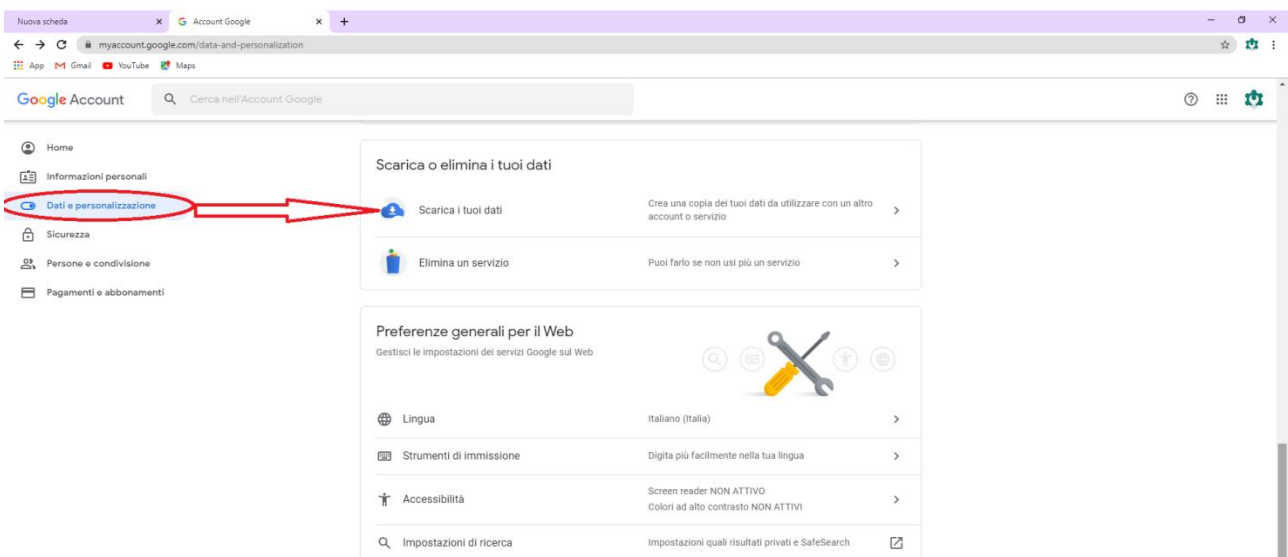 Nuova scheda
Account Google
myaccount.google.com/data-and-personalization
App
Gmail
YouTube
Maps
Google Account
Cerca nell'Account Google
Home
Informazioni personali
Dati e personalizzazione
Sicurezza
Persone e condivisione
Pagamenti e abbonamenti
Scarica o elimina i tuoi dati
Scarica i tuoi dati
Crea una copia dei tuoi dati da utilizzare con un altro
account o servizio
Elimina un servizio
Puoi farlo se non usi più un servizio
Preferenze generali per il Web
Gestisci le impostazioni dei servizi Google sul Web
Lingua
Italiano (Italia)
Strumenti di immissione
Digita più facilmente nella tua lingua
Accessibilità
Screen reader NON ATTIVO
Colori ad alto contrasto NON ATTIVI
Impostazioni di ricerca
Impostazioni quali risultati privati e SafeSearch